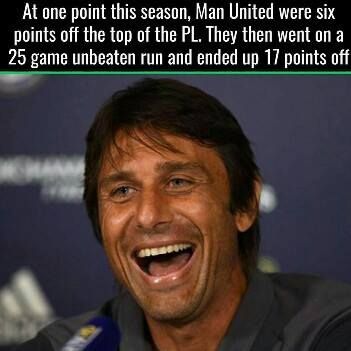 At one point this season, Man United were six
points off the top of the PL. They then went on a
25 game unbeaten run and ended up 17 points off